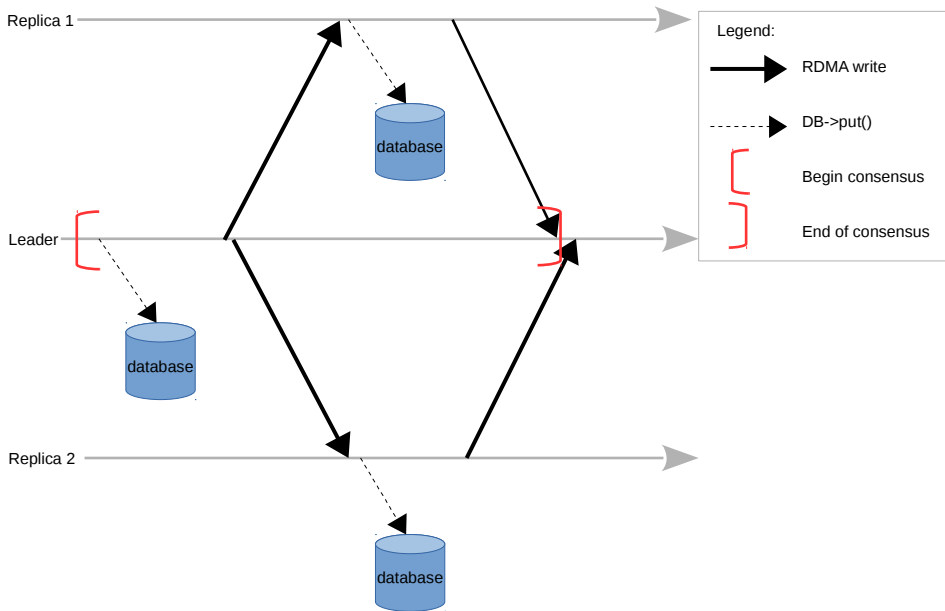 Replica 1
Legend:
RDMA write
DB->put()
database
Begin consensus
Leader
End of consensus
database
Replica 2
database